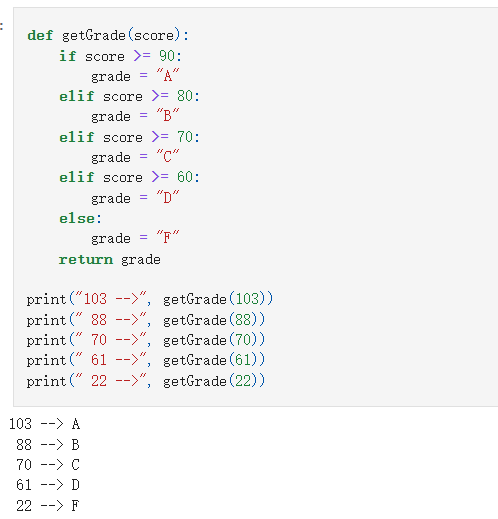 :
def getGrade(score):
    if score >= 90:
        grade = "A"
    elif score >= 80:
        grade = "B"
    elif score >= 70:
        grade = "C"
    elif score >= 60:
        grade = "D"
    else:
        grade = "F"
    return grade

print("103 -->", getGrade(103))
print(" 88 -->", getGrade(88))
print(" 70 -->", getGrade(70))
print(" 61 -->", getGrade(61))
print(" 22 -->", getGrade(22))
103 --> A
 88 --> B
 70 --> C
 61 --> D
 22 --> F